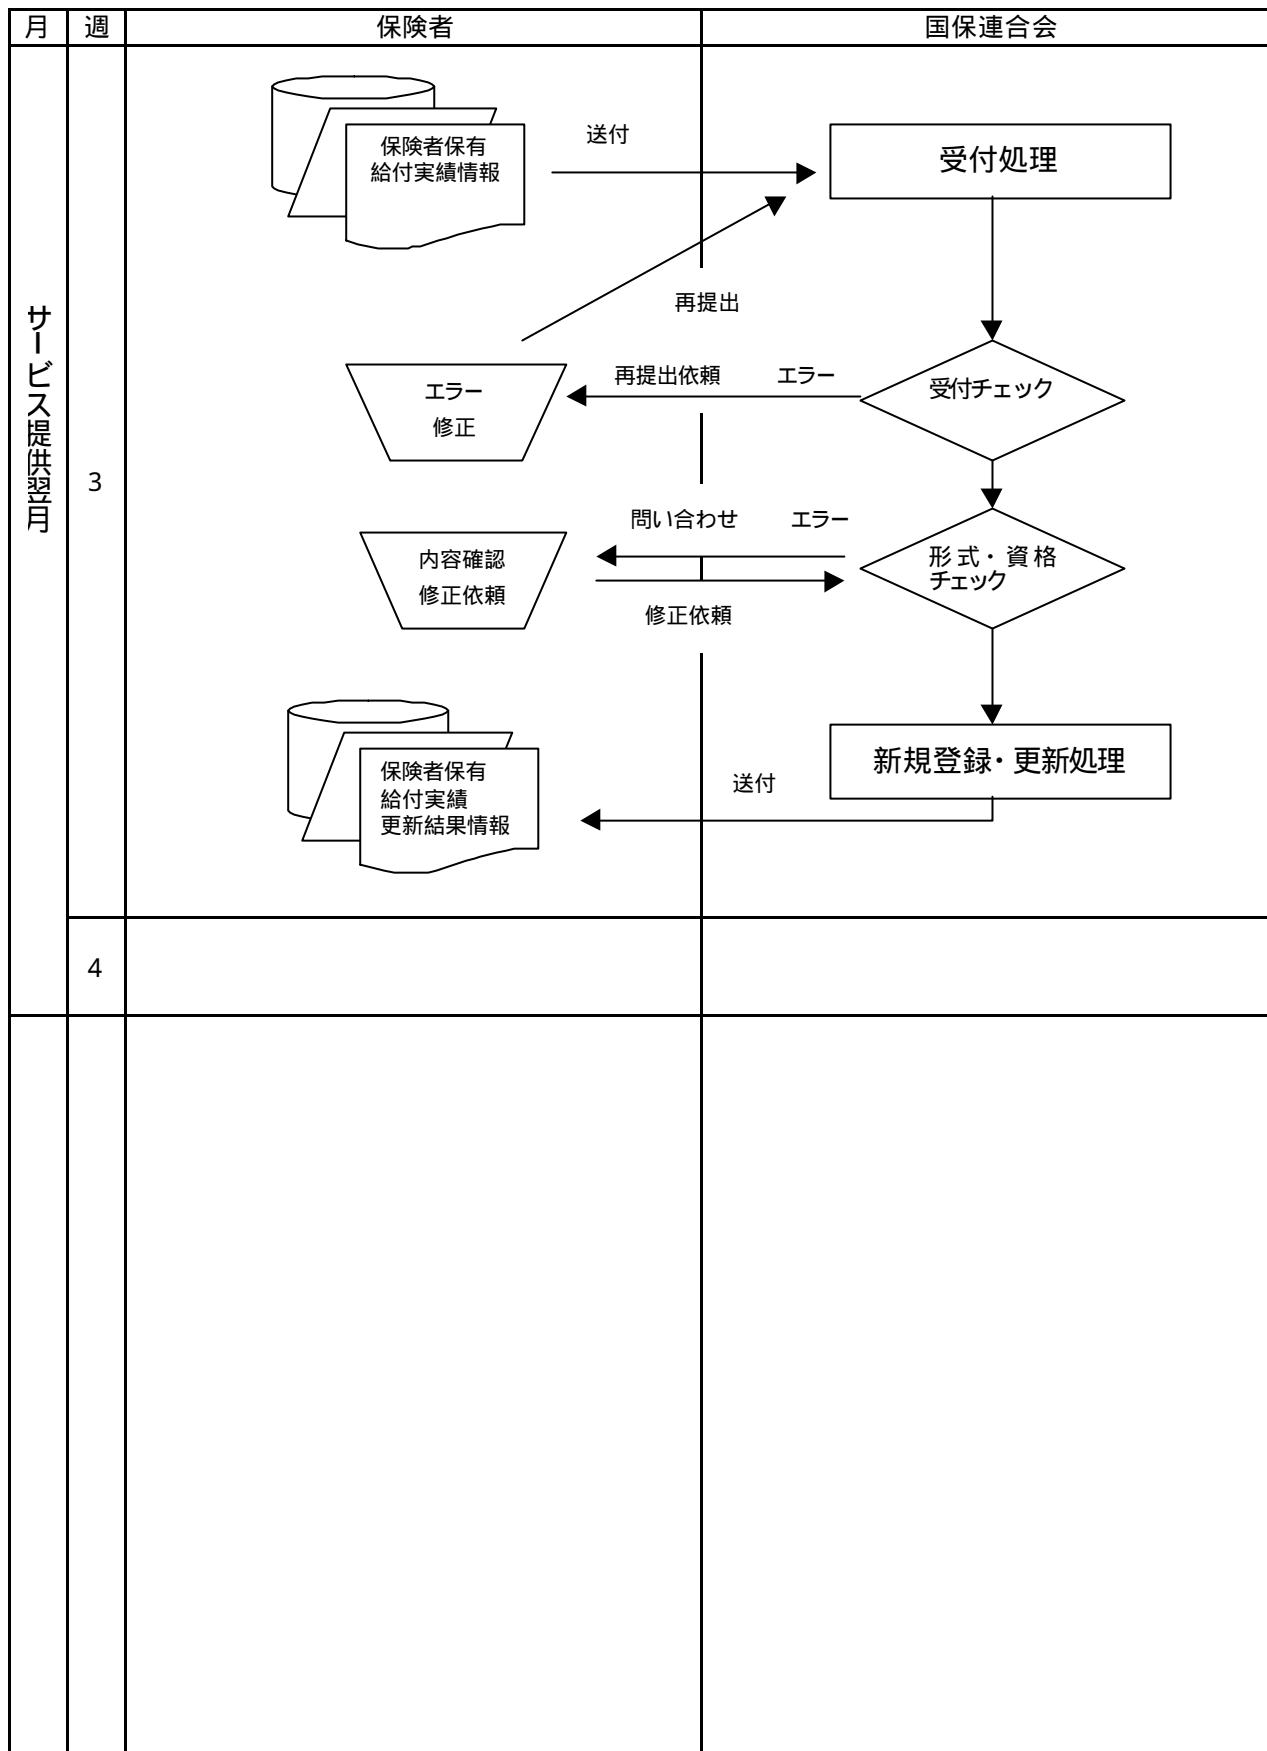 月 週 保険者 国保連合会
サービス提供翌月
3
保険者保有
給付実績情報
送付
受付処理
再提出
エラー
修正
再提出依頼 エラー
受付チェック
問い合わせ エラー
内容確認
修正依頼
形式・資格
チェック
修正依頼
保険者保有
給付実績
更新結果情報
送付
新規登録・更新処理
4